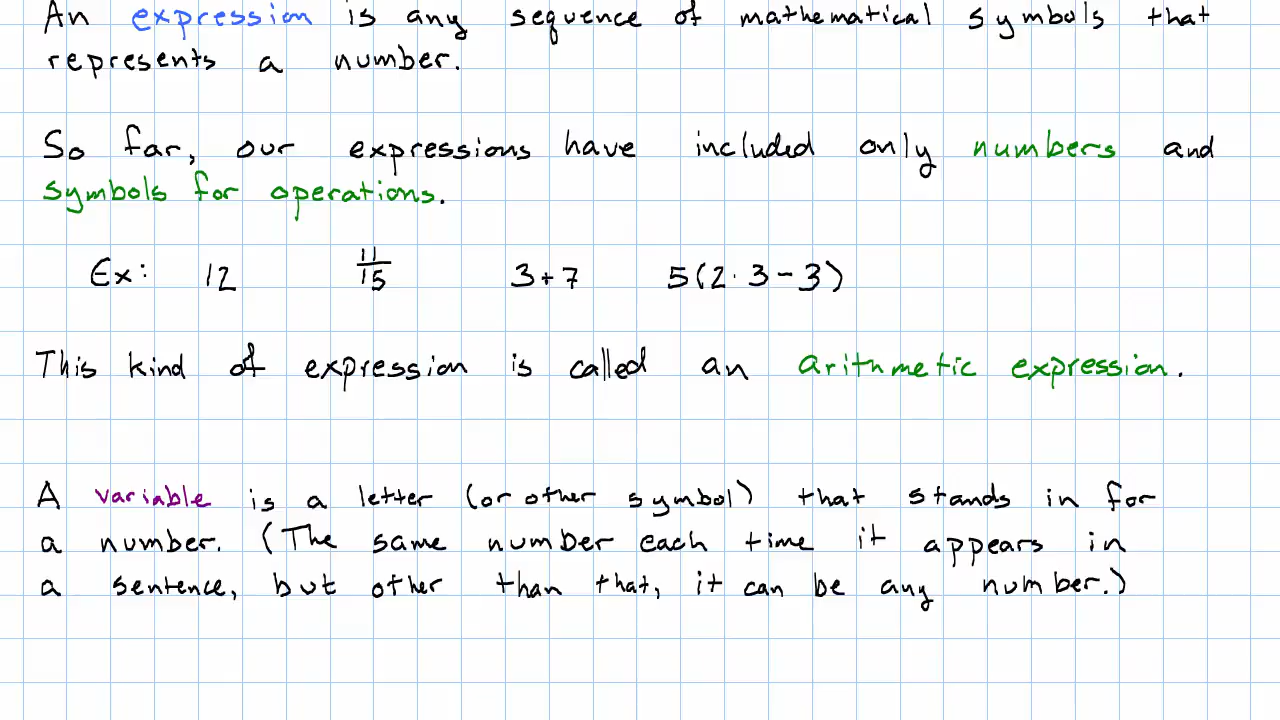 An expression is any sequence of mathematical symbols that
represents a number.
So far, our expressions have included only numbers and
symbols for operations.
Ex: 12 11/15 3+7 5(2·3-3)
This kind of expression is called an arithmetic expression.
A variable is a letter (or other symbol) that stands in for
a number. (The same number each time it appears in
a sentence, but other than that, it can be any number.)